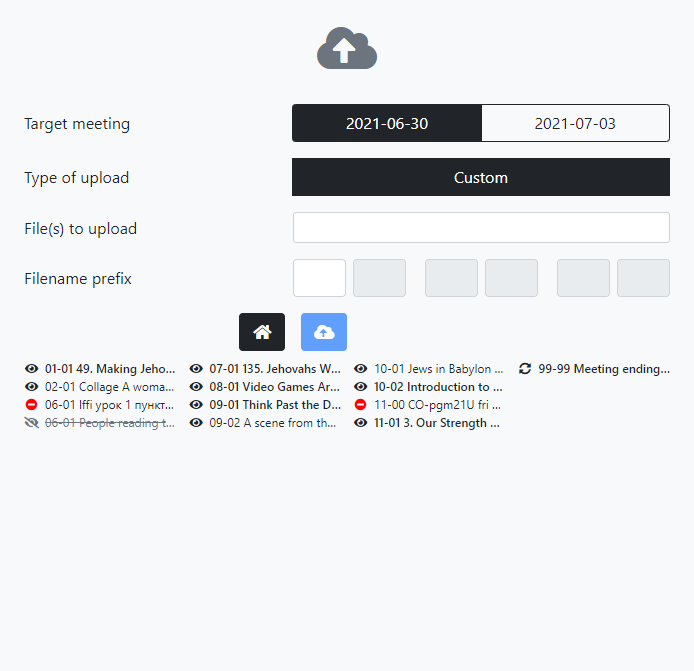 Target meeting
2021-06-30
2021-07-03
Type of upload
Custom
File(s) to upload
Filename prefix
01-01 49. Making Jeho...
02-01 Collage A woma...
06-01 Iffi урок 1 пункт...
06-01 People reading t...
07-01 135. Jehovahs W...
08-01 Video Games Ar...
09-01 Think Past the D...
09-02 A scene from th...
10-01 Jews in Babylon ...
10-02 Introduction to ...
11-00 CO-pgm21U fri ...
11-01 3. Our Strength ...
99-99 Meeting ending...